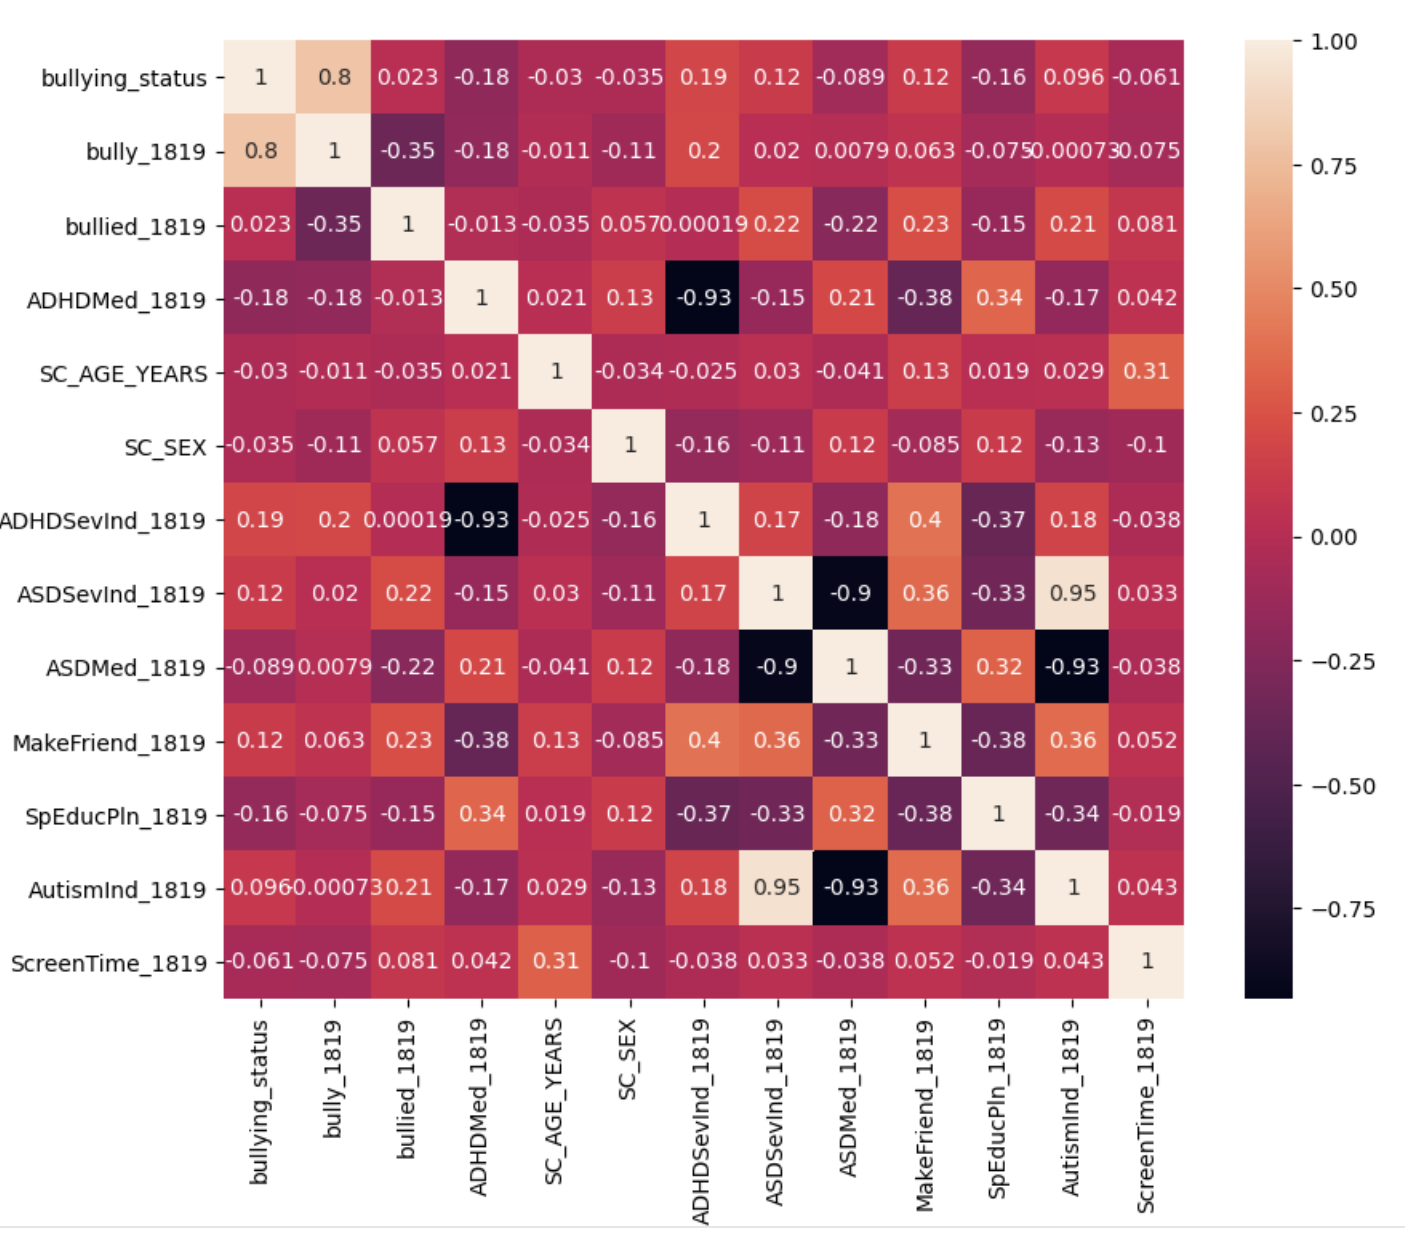 bullying_status 1 0.8 0.023 -0.18 -0.03 -0.035 0.19 0.12 -0.089 0.12 -0.16 0.096 -0.061 1.00
bully_1819 0.8 1 -0.35 -0.18 -0.011 -0.11 0.2 0.02 0.0079 0.063 -0.075 -0.00073 -0.075 0.75
bullied_1819 0.023 -0.35 1 -0.013 -0.035 0.057 0.00019 0.22 -0.22 0.23 -0.15 0.21 0.081
ADHDMed_1819 -0.18 -0.18 -0.013 1 0.021 0.13 -0.93 -0.15 0.21 -0.38 0.34 -0.17 0.042 0.50
SC_AGE_YEARS -0.03 -0.011 -0.035 0.021 1 -0.034 -0.025 0.03 -0.041 0.13 0.019 0.029 0.31
SC_SEX -0.035 -0.11 0.057 0.13 -0.034 1 -0.16 -0.11 0.12 -0.085 0.12 -0.13 -0.1 0.25
ADHDSevInd_1819 0.19 0.2 0.00019 -0.93 -0.025 -0.16 1 0.17 -0.18 0.4 -0.37 0.18 -0.038 0.00
ASDSevInd_1819 0.12 0.02 0.22 -0.15 0.03 -0.11 0.17 1 -0.9 0.36 -0.33 0.95 0.033
ASDMed_1819 -0.089 0.0079 -0.22 0.21 -0.041 0.12 -0.18 -0.9 1 -0.33 0.32 -0.93 -0.038 −0.25
MakeFriend_1819 0.12 0.063 0.23 -0.38 0.13 -0.085 0.4 0.36 -0.33 1 -0.38 0.36 0.052
SpEducPln_1819 -0.16 -0.075 -0.15 0.34 0.019 0.12 -0.37 -0.33 0.32 -0.38 1 -0.34 -0.019 −0.50
AutismInd_1819 0.096 -0.00073 0.21 -0.17 0.029 -0.13 0.18 0.95 -0.93 0.36 -0.34 1 0.043 −0.75
ScreenTime_1819 -0.061 -0.075 0.081 0.042 0.31 -0.1 -0.038 0.033 -0.038 0.052 -0.019 0.043 1
bullying_status
bully_1819
bullied_1819
ADHDMed_1819
SC_AGE_YEARS
SC_SEX
ADHDSevInd_1819
ASDSevInd_1819
ASDMed_1819
MakeFriend_1819
SpEducPln_1819
AutismInd_1819
ScreenTime_1819